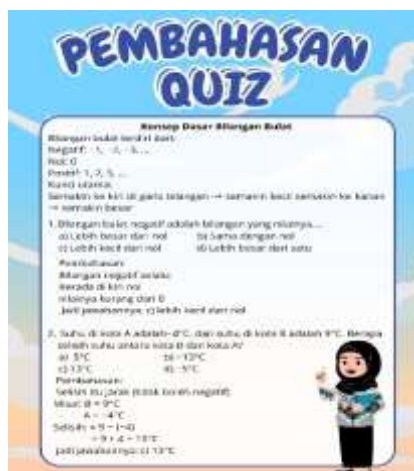 PEMBAHASAN
QUIZ
Konsep Dasar Bilangan Bulat
Bilangan bulat terdiri dari:
Negatif: -1, -2, -3, ...
Nol: 0
Positif: 1, 2, 3, ...
Kunci utama:
Semakin ke kiri di garis bilangan → semakin kecil semakin ke kanan
→ semakin besar
1. Bilangan bulat negatif adalah bilangan yang nilainya....
a) Lebih besar dari nol b) Sama dengan nol
c) Lebih kecil dari nol d) Lebih besar dari satu
Pembahasan:
Bilangan negatif selalu:
Berada di kiri nol
nilainya kurang dari 0
Jadi jawabannya: c) lebih kecil dari nol
2. Suhu di kota A adalah -4°C, dan suhu di kota B adalah 9°C. Berapa
selisih suhu antara kota B dan kota A?
a) 5°C b) -13°C
c) 13°C d) -5°C
Pembahasan:
Selisih itu jarak (tidak boleh negatif)
Misal: B = 9°C
A = -4°C
Selisih: = 9 - (-4)
= 9 + 4 = 13°C
Jadi jawabannya: c) 13°C